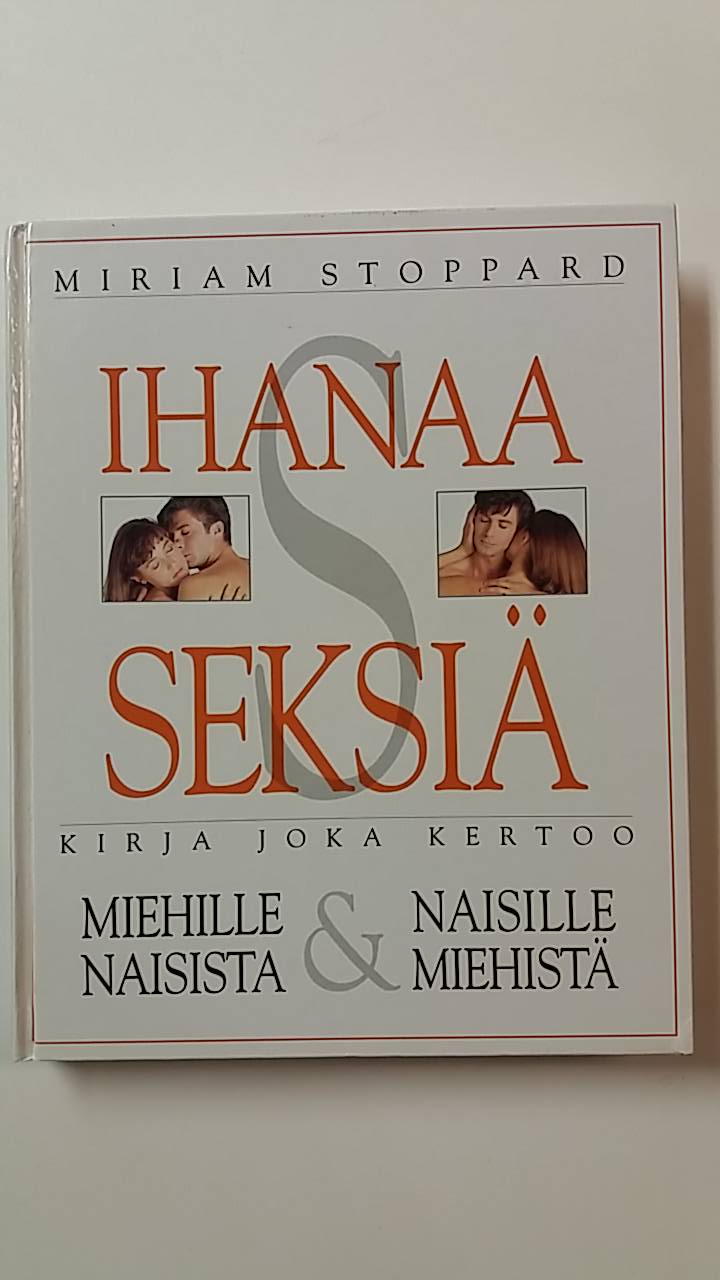 MIRIAM STOPPARD
IHANAA
S
SEKSIÄ
KIRJA JOKA KERTOO
MIEHILLE NAISISTA
&
NAISILLE MIEHISTÄ